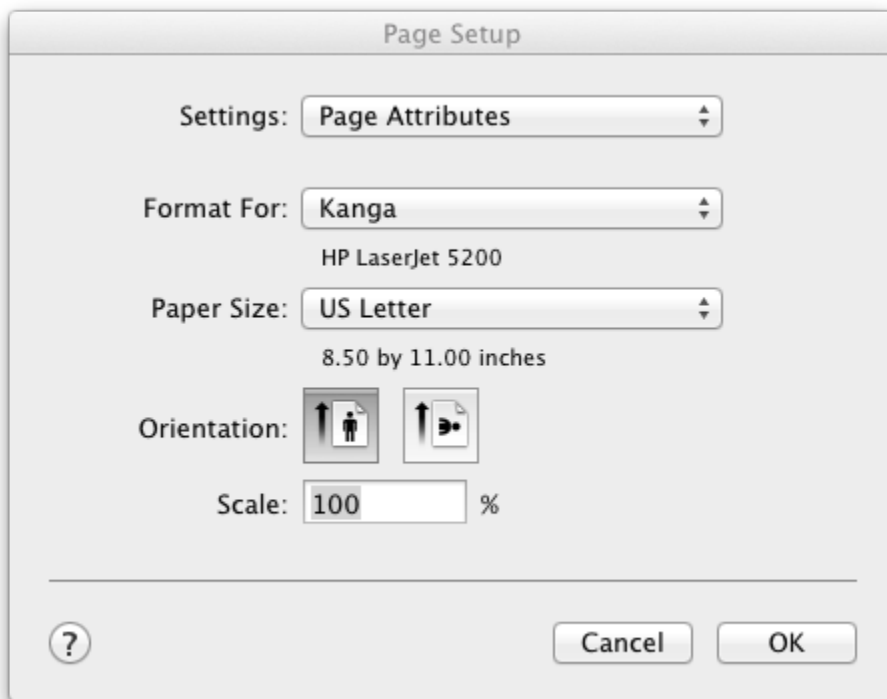 Page Setup
Settings: Page Attributes
Format For: Kanga
HP LaserJet 5200
Paper Size: US Letter
8.50 by 11.00 inches
Orientation:
Scale: 100 %
? Cancel OK